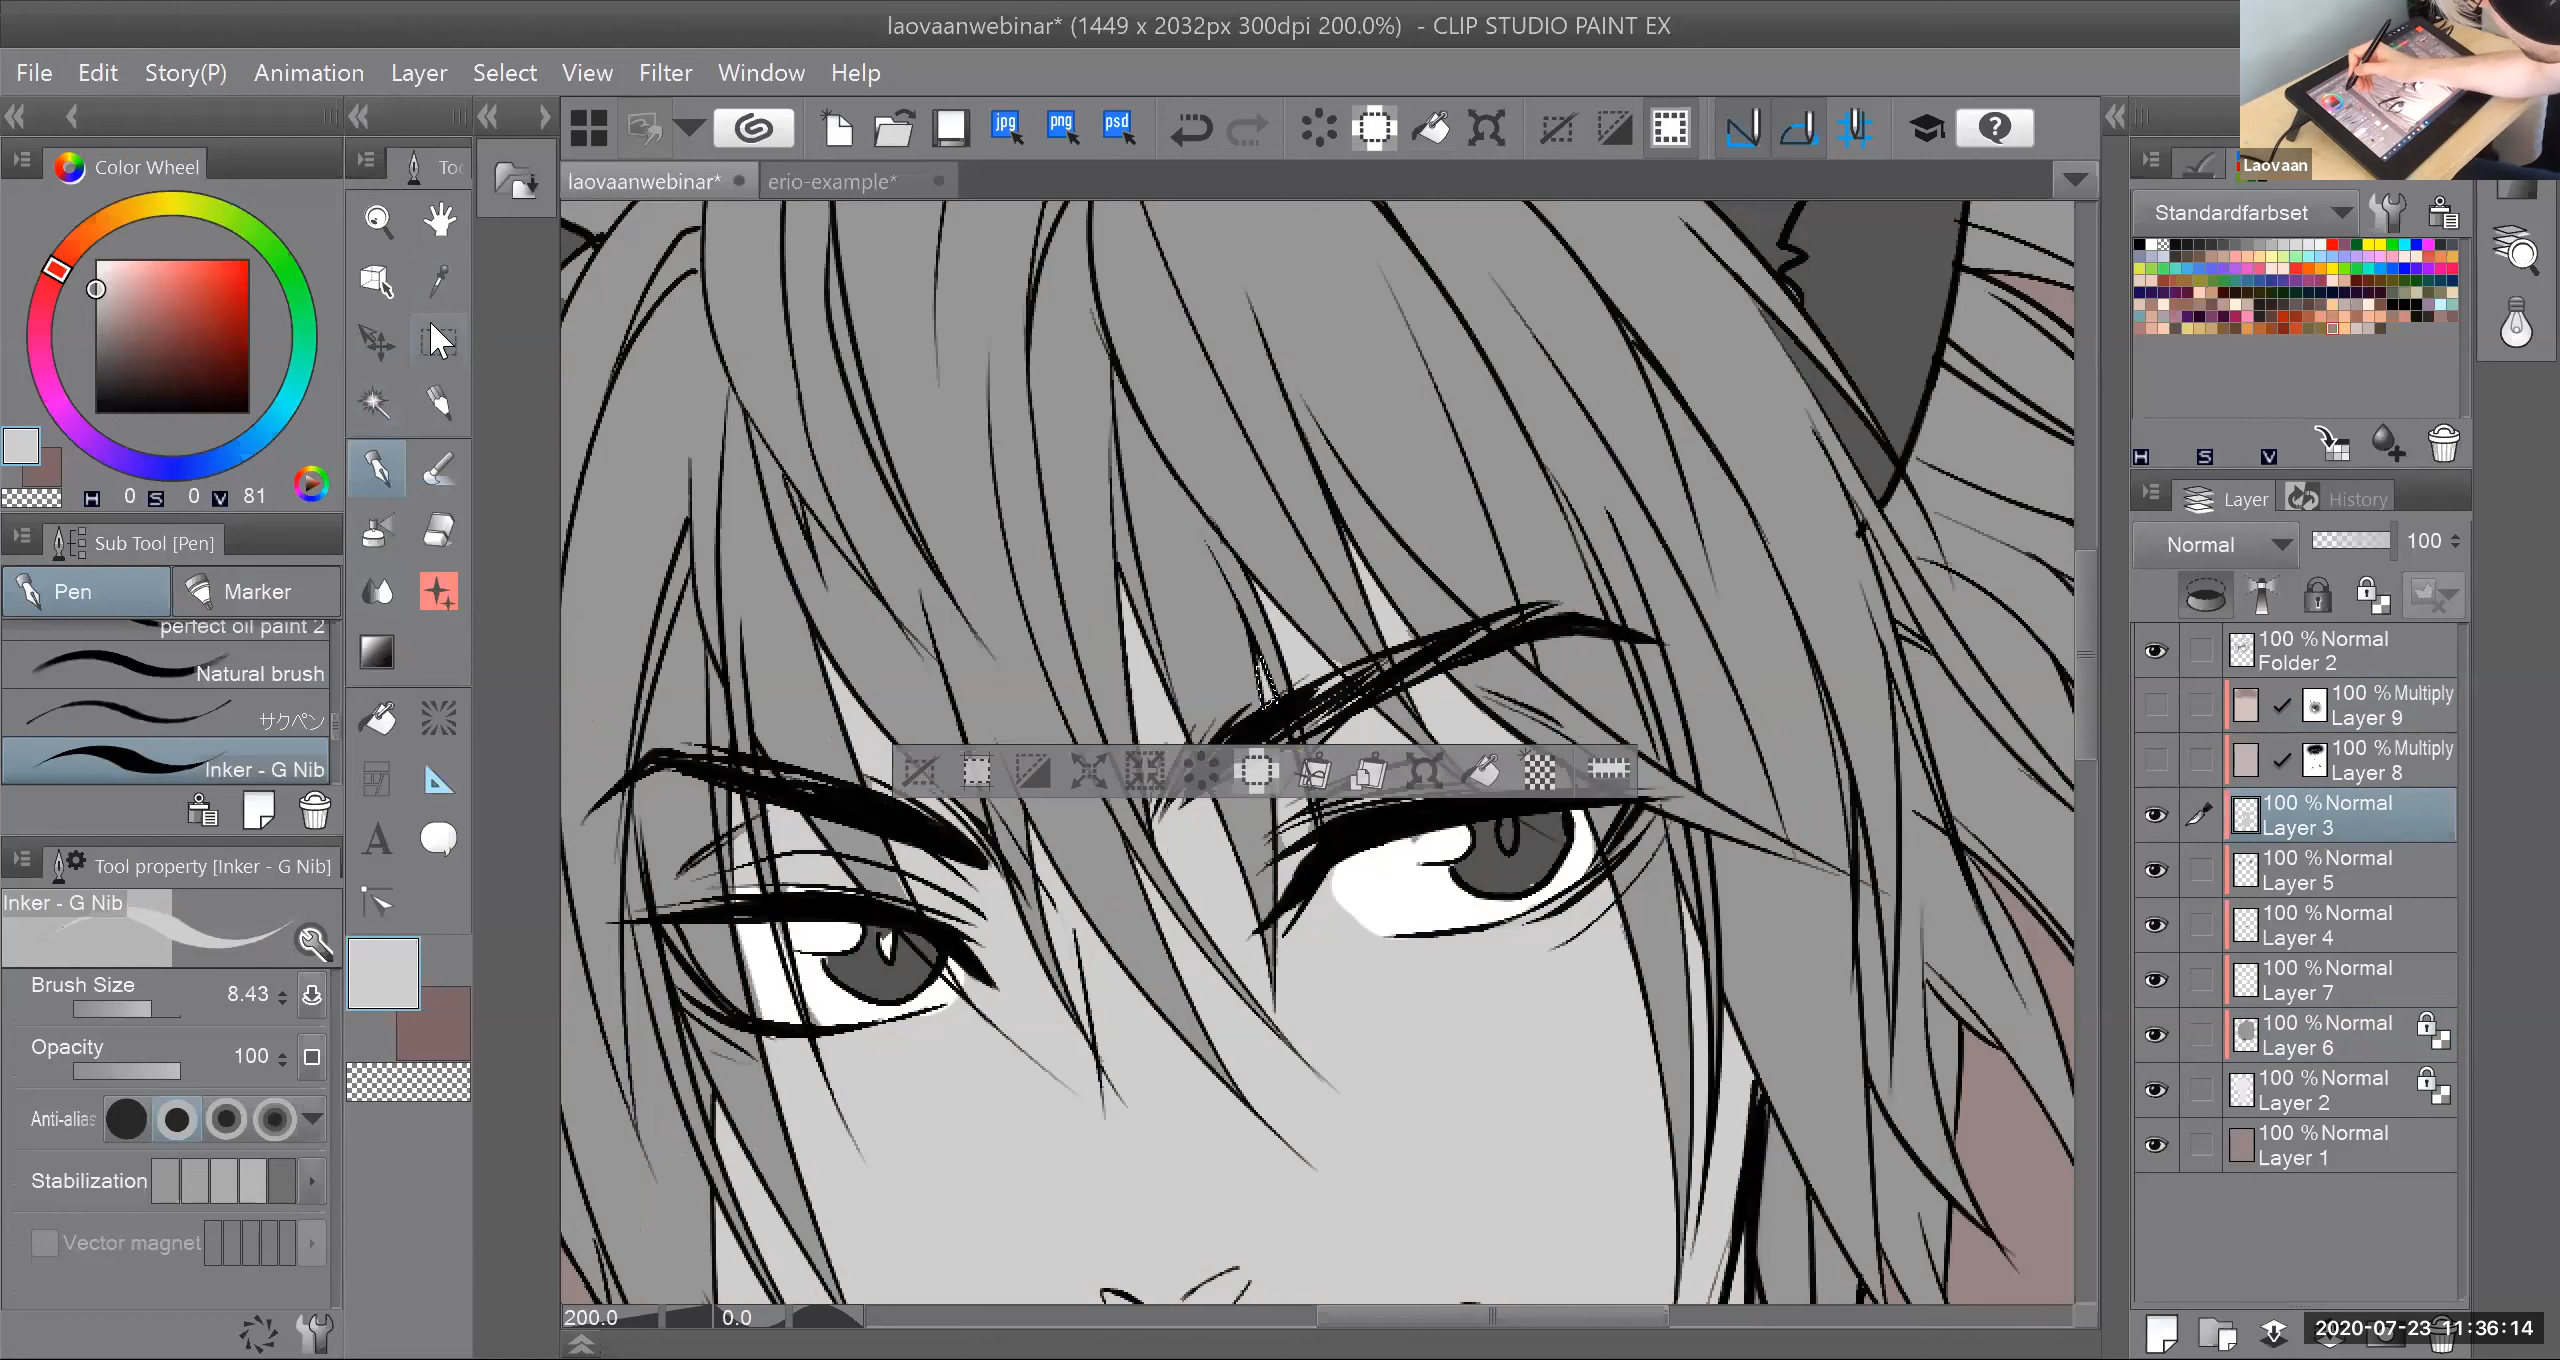 laovaanwebinar* (1449 x 2032px 300dpi 200.0%) - CLIP STUDIO PAINT EX
File Edit Story(P) Animation Layer Select View Filter Window Help
jpg png psd
Laovaan
Color Wheel
Too
laovaanwebinar* erio-example*
Standardfarbset
H 0 S 0 V 81
H S V
Sub Tool [Pen]
Pen Marker
perfect oil paint 2
Natural brush
サクペン
Inker - G Nib
Tool property [Inker - G Nib]
Inker - G Nib
Brush Size 8.43
Opacity 100
Anti-alias
Stabilization
Vector magnet
A
200.0 0.0
Layer History
Normal 100
100 % Normal
Folder 2
100 % Multiply
Layer 9
100 % Multiply
Layer 8
100 % Normal
Layer 3
100 % Normal
Layer 5
100 % Normal
Layer 4
100 % Normal
Layer 7
100 % Normal
Layer 6
100 % Normal
Layer 2
100 % Normal
Layer 1
2020-07-23 11:36:14